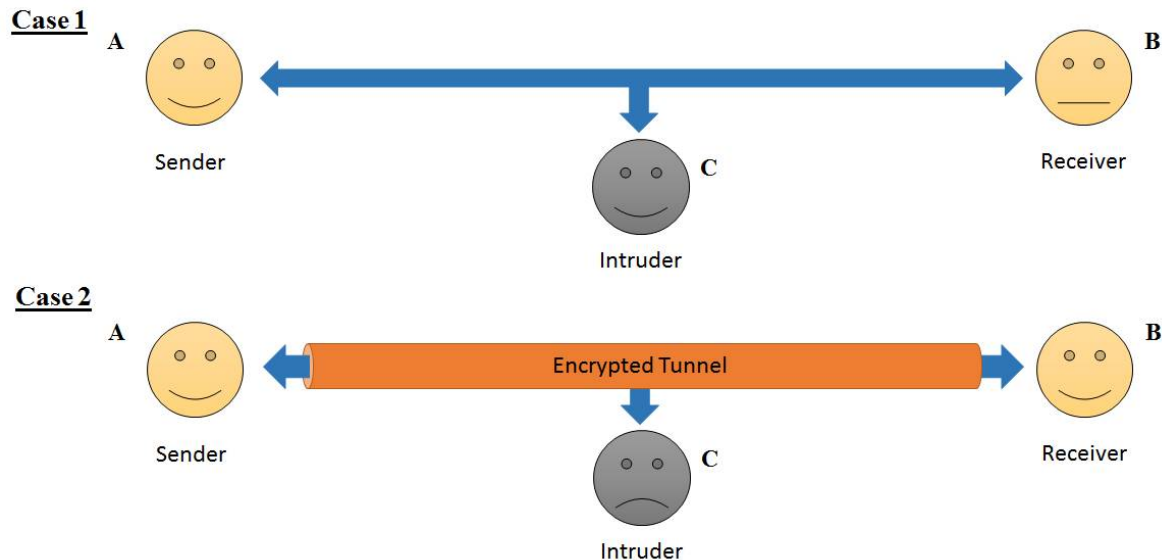 Case 1
A
B
Sender
C
Receiver
Intruder
Case 2
A
B
Encrypted Tunnel
Sender
C
Receiver
Intruder